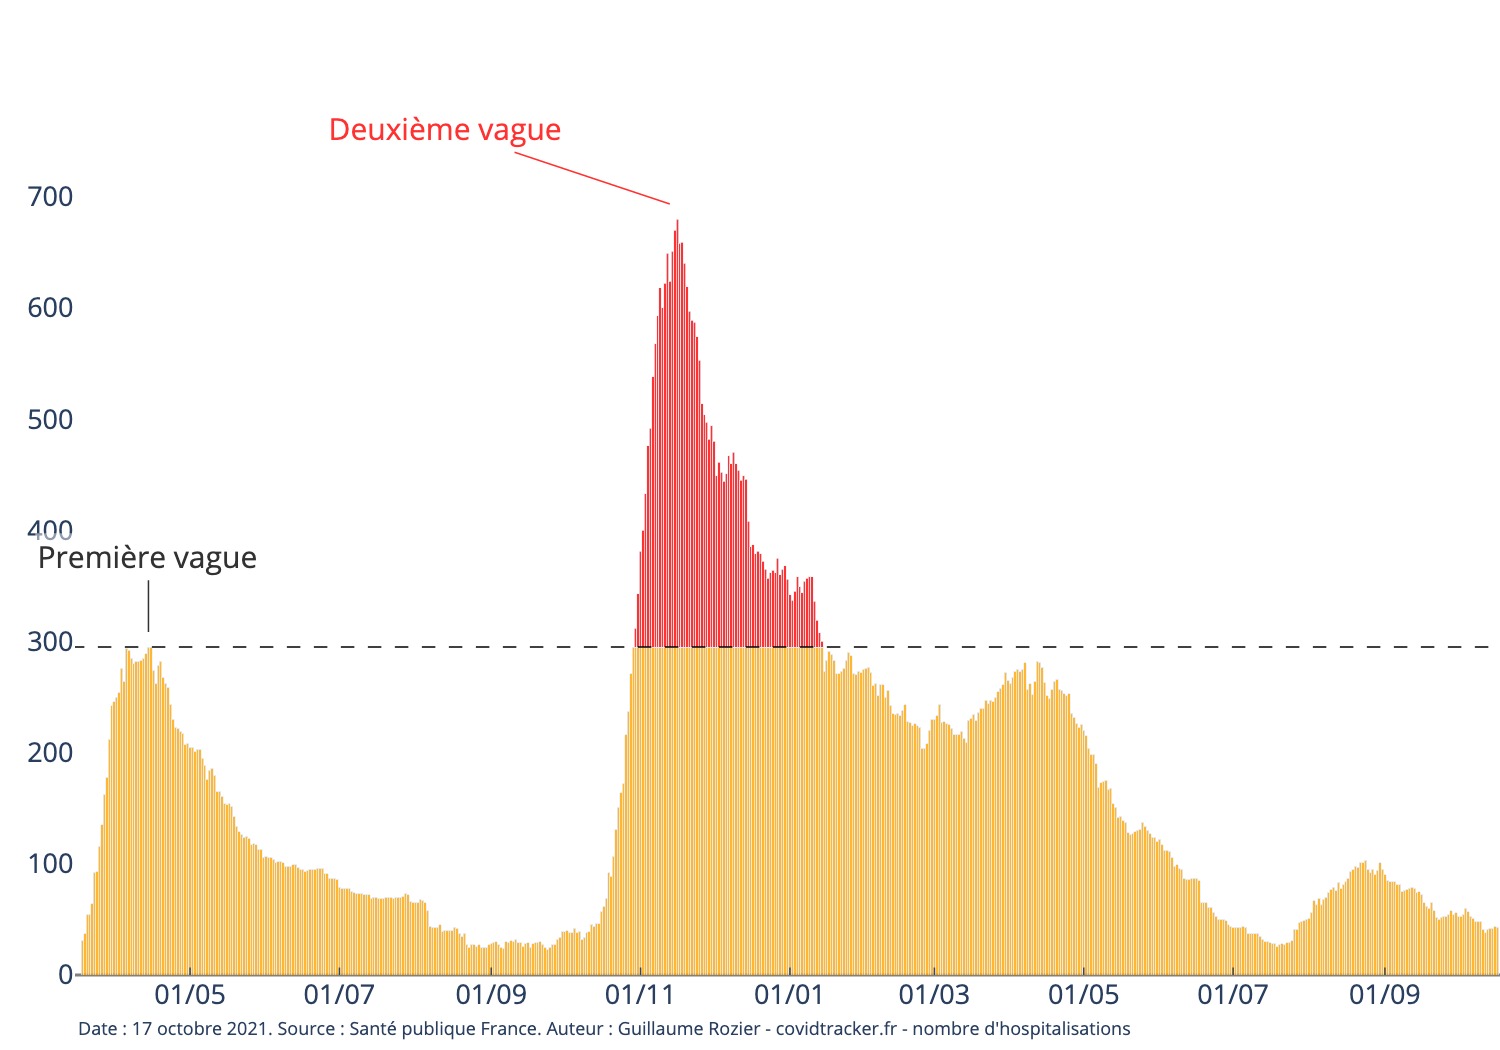 Deuxième vague
700
600
500
400
Première vague
300
200
100
0
01/05 01/07 01/09 01/11 01/01 01/03 01/05 01/07 01/09
Date : 17 octobre 2021. Source : Santé publique France. Auteur : Guillaume Rozier - covidtracker.fr - nombre d'hospitalisations